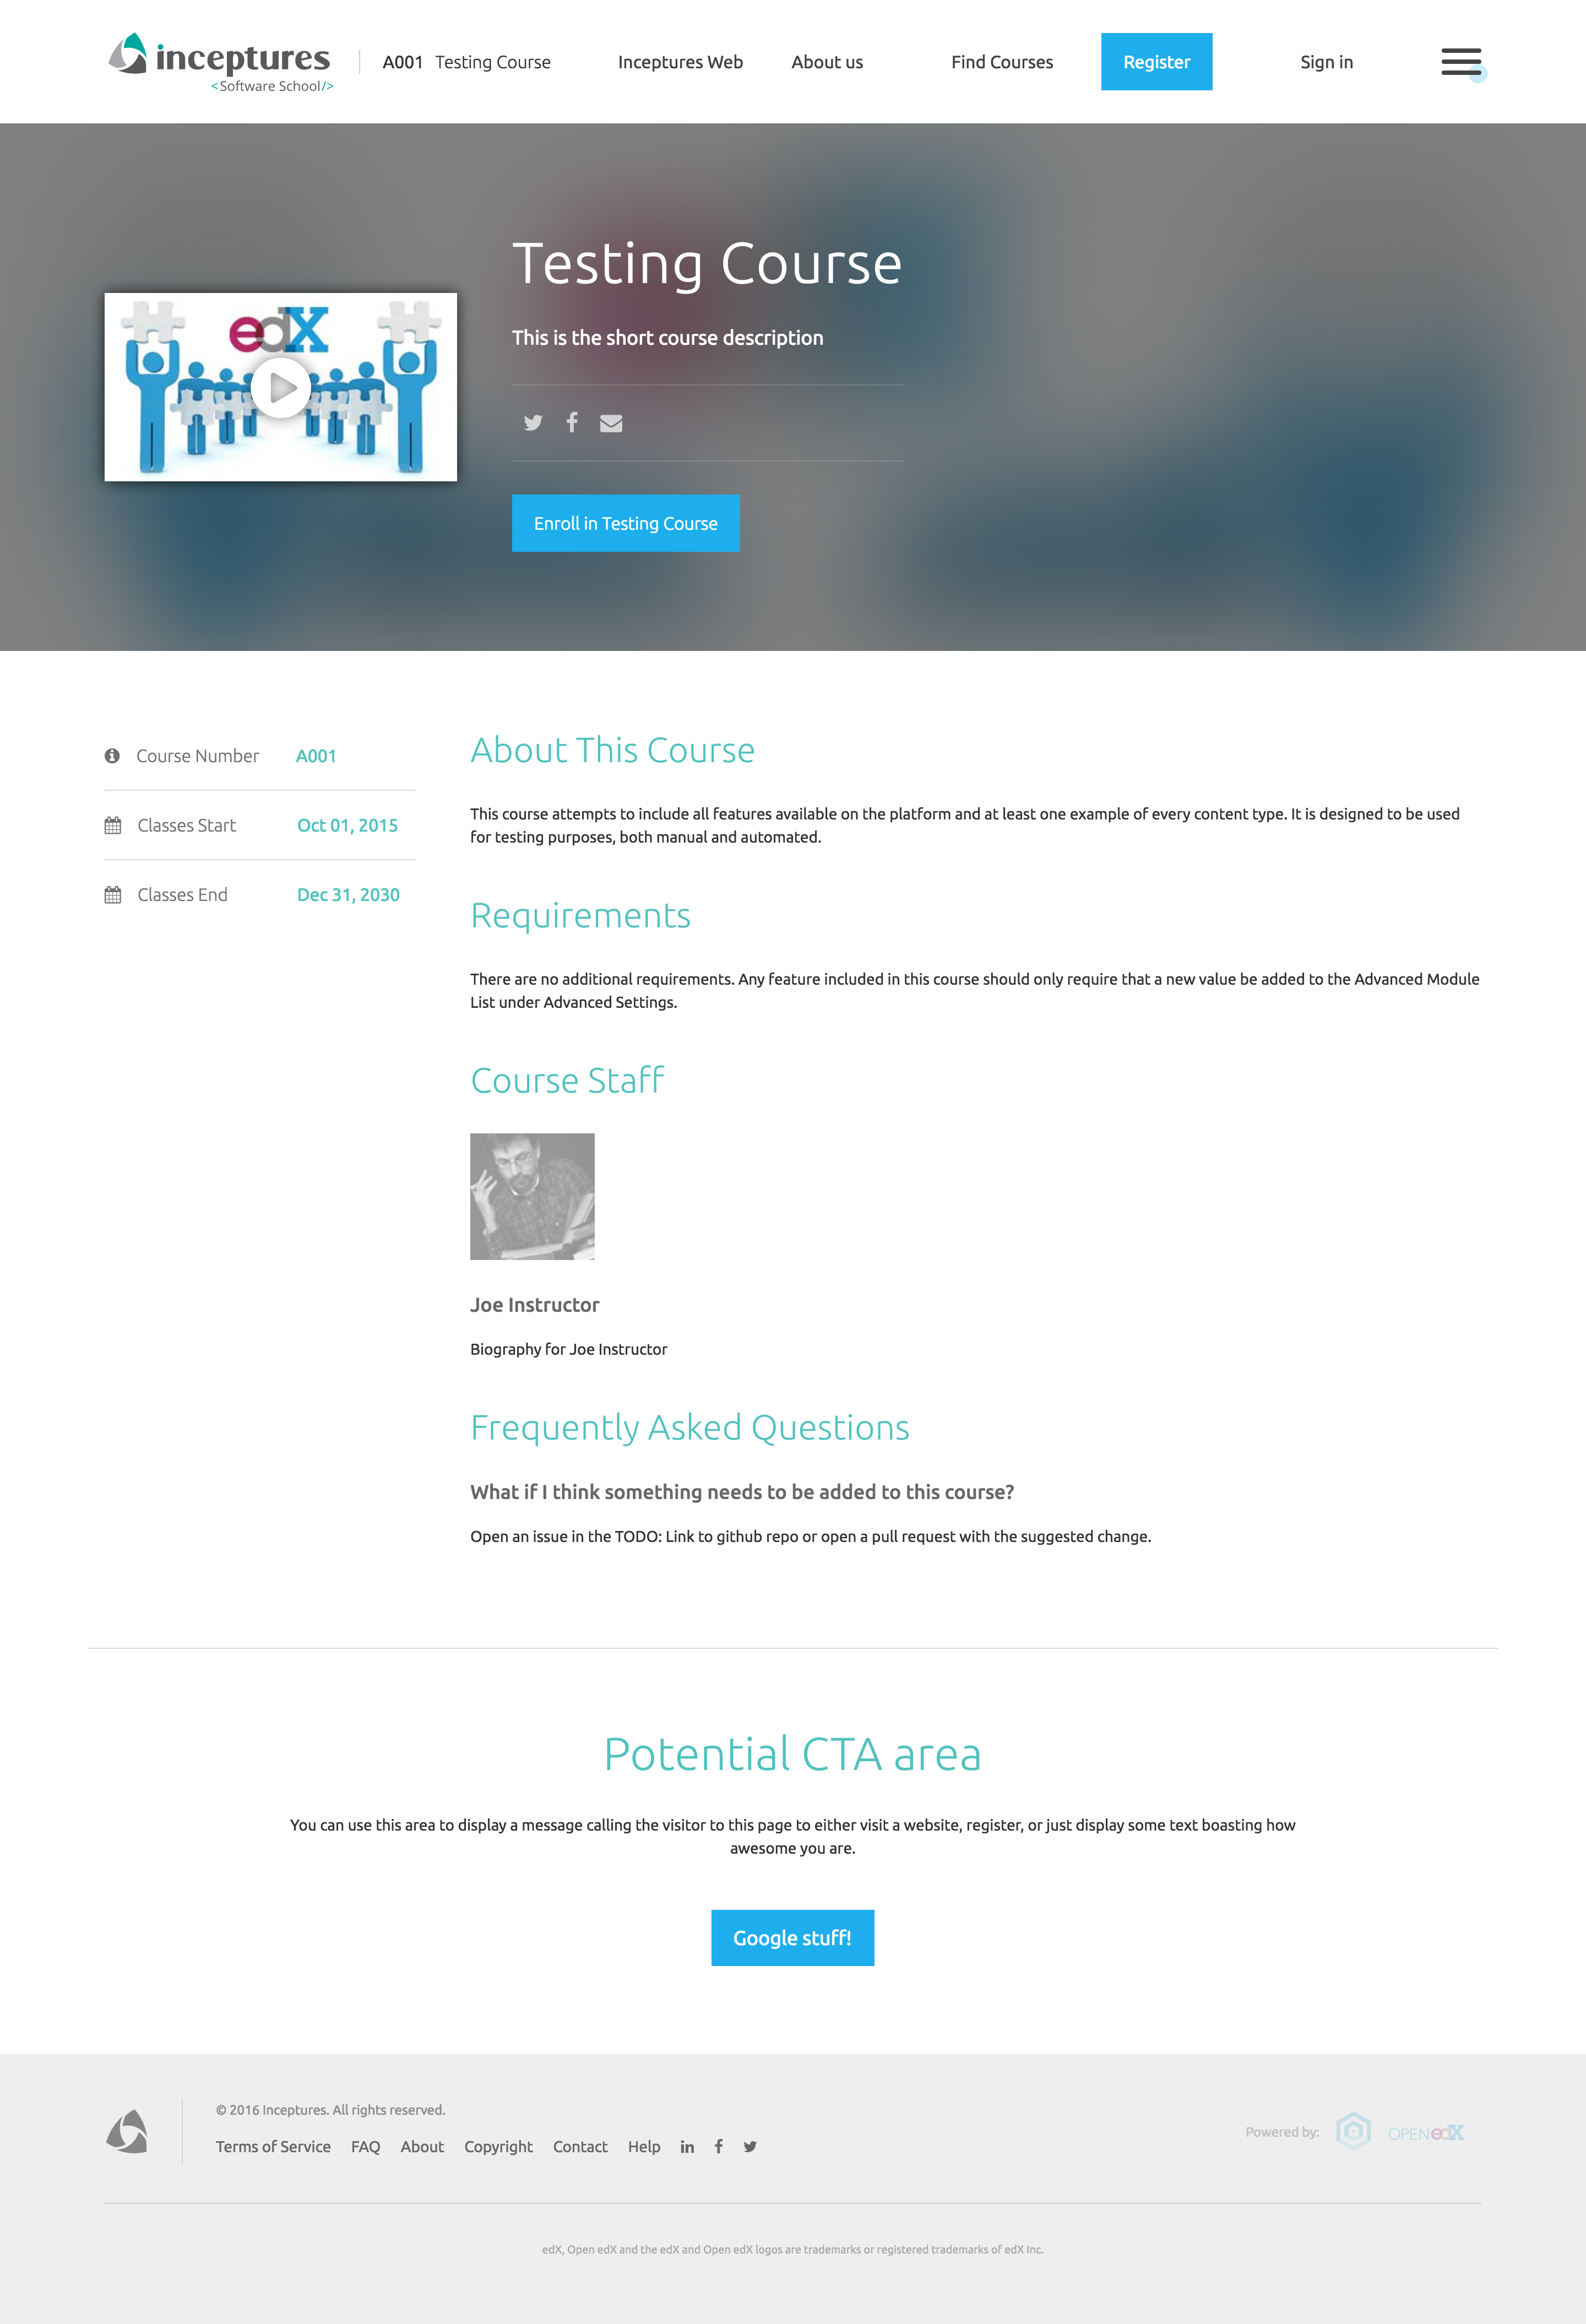 inceptures
<Software School/>
A001 Testing Course
Inceptures Web
About us
Find Courses
Register
Sign in
edX
Testing Course
This is the short course description
Enroll in Testing Course
Course Number A001
Classes Start Oct 01, 2015
Classes End Dec 31, 2030
About This Course
This course attempts to include all features available on the platform and at least one example of every content type. It is designed to be used
for testing purposes, both manual and automated.
Requirements
There are no additional requirements. Any feature included in this course should only require that a new value be added to the Advanced Module
List under Advanced Settings.
Course Staff
Joe Instructor
Biography for Joe Instructor
Frequently Asked Questions
What if I think something needs to be added to this course?
Open an issue in the TODO: Link to github repo or open a pull request with the suggested change.
Potential CTA area
You can use this area to display a message calling the visitor to this page to either visit a website, register, or just display some text boasting how
awesome you are.
Google stuff!
© 2016 Inceptures. All rights reserved.
Terms of Service FAQ About Copyright Contact Help
Powered by:
OPEN edX
edX, Open edX and the edX and Open edX logos are trademarks or registered trademarks of edX Inc.